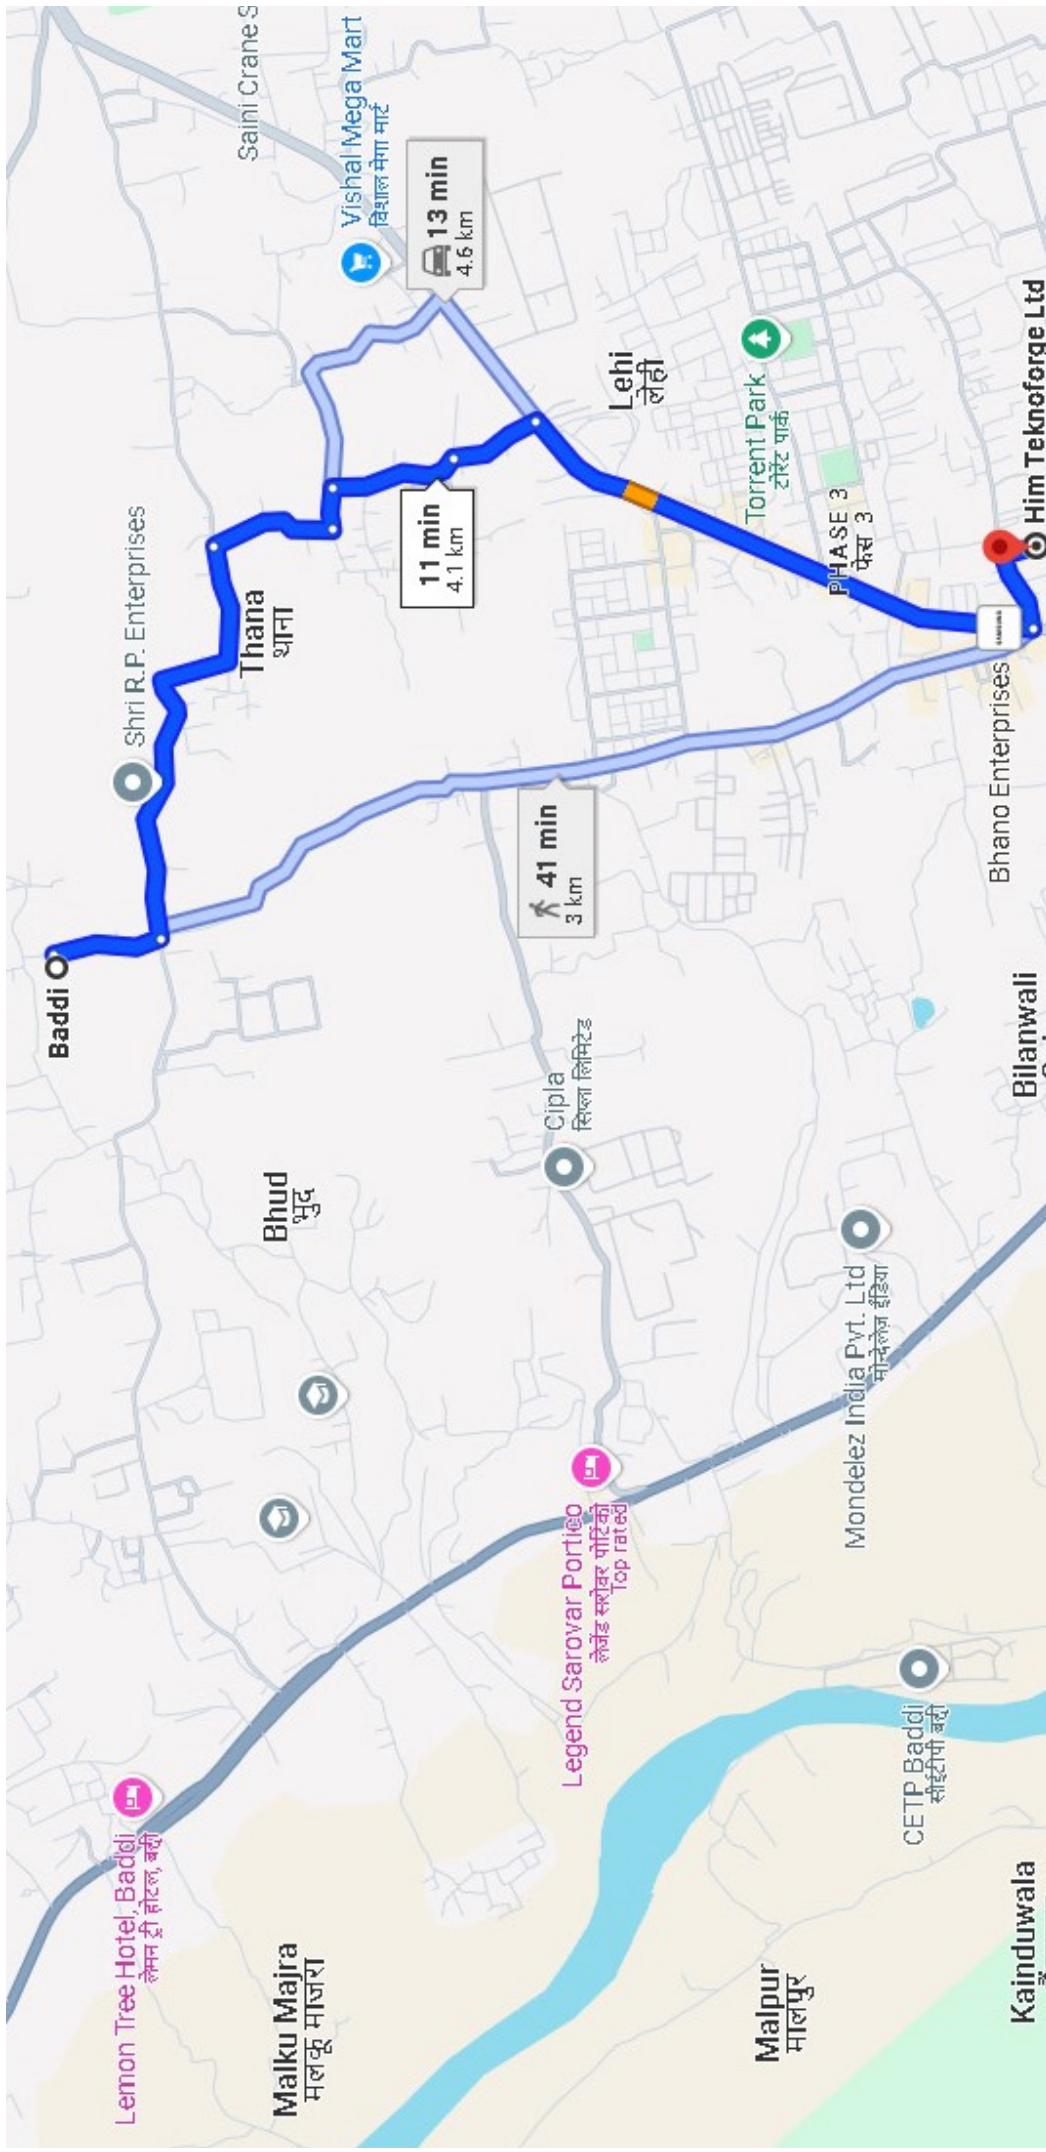 Baddi
Lemon Tree Hotel, Baddi
लेमन ट्री होटल, बद्दी
Shri R.P. Enterprises
Saini Crane S
Thana
थाना
Bhud
भुद
Malku Majra
मलकू माजरा
Vishal Mega Mart
विशाल मेगा मार्ट
11 min
4.1 km
13 min
4.6 km
41 min
3 km
Cipla
सिप्ला लिमिटेड
Legend Sarovar Portico
लेजेंड सरोवर पोर्टिको
Top rated
Lehi
लेही
Torrent Park
टोरेंट पार्क
Malpur
मालपुर
PHASE 3
फेस 3
Mondelez India Pvt. Ltd
मोन्देलेज़ इंडिया
CETP Baddi
सीईटीपी बद्दी
SAMSUNG
Bhano Enterprises
Kainduwala
Bilanwali
Him Teknoforge Ltd